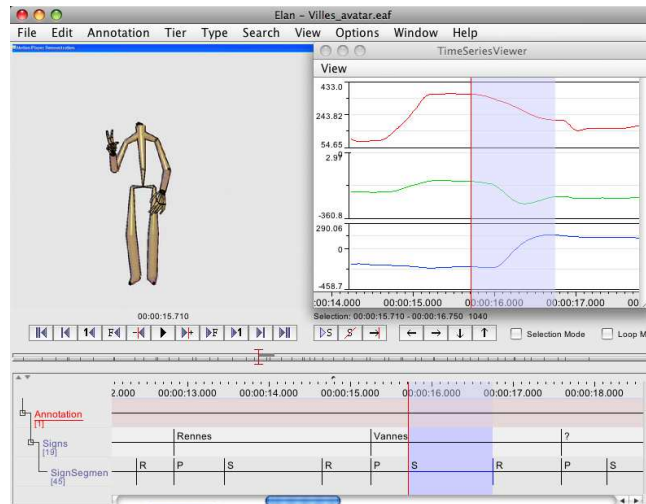 Elan - Villes_avatar.eaf
File Edit Annotation Tier Type Search View Options Window Help
TimeSeriesViewer
View
433.0
243.82
54.65
2.97
-360.8
290.06
0
-458.7
00:00:14.000 00:00:15.000 00:00:16.000 00:00:17.000 00
00:00:15.710
Selection: 00:00:15.710 - 00:00:16.750 1040
Selection Mode
Loop M
2.000 00:00:13.000 00:00:14.000 00:00:15.000 00:00:16.000 00:00:17.000 00:00:18.000
Annotation
[1]
Rennes Vannes ?
Signs
[19]
R P S R P S R P S
SignSegmen
[45]